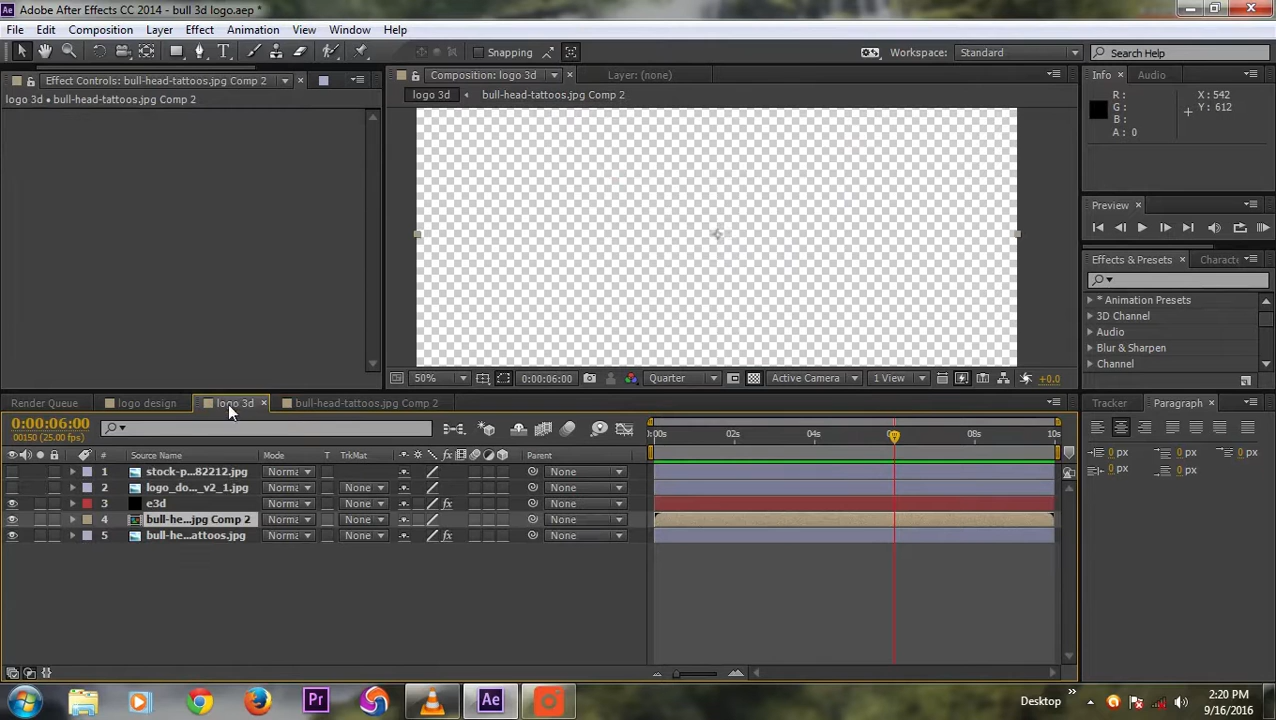 Adobe After Effects CC 2014 - bull 3d logo.aep *
File Edit Composition Layer Effect Animation View Window Help
Snapping
Workspace: Standard
Search Help
Effect Controls: bull-head-tattoos.jpg Comp 2
logo 3d • bull-head-tattoos.jpg Comp 2
Composition: logo 3d
Layer: (none)
logo 3d
bull-head-tattoos.jpg Comp 2
Info
Audio
R:
G:
B:
A: 0
X: 542
Y: 612
Preview
Effects & Presets
Characte
* Animation Presets
3D Channel
Audio
Blur & Sharpen
Channel
50%
0:00:06:00
Quarter
Active Camera
1 View
+0.0
Render Queue
logo design
logo 3d
bull-head-tattoos.jpg Comp 2
Tracker
Paragraph
0:00:06:00
00150 (25.00 fps)
02s
08s
10s
# Source Name Mode T TrkMat Parent
1 stock-p...82212.jpg Norma None
2 logo_do..._v2_1.jpg Norma None None
3 e3d Norma None None
4 bull-he...jpg Comp 2 Norma None None
5 bull-he...attoos.jpg Norma None None
0 px
0 px
0 px
0 px
0 px
Desktop
2:20 PM
9/16/2016